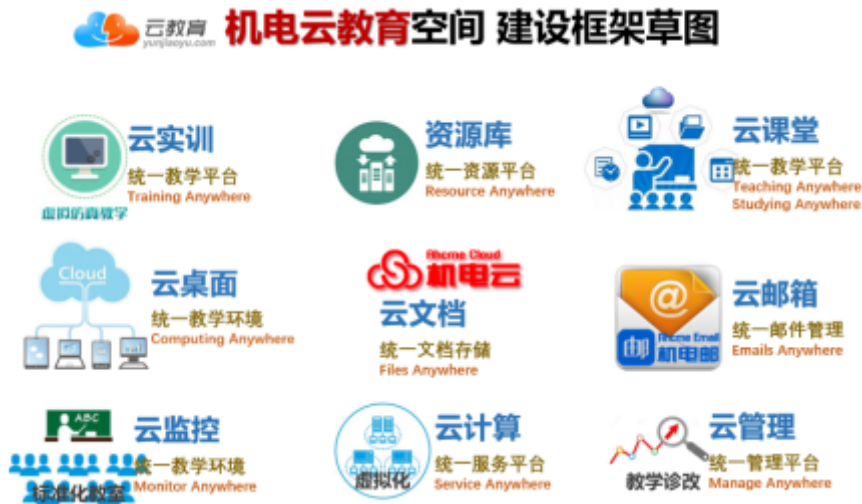 云教育
yunjiaoyu.com
机电云教育空间 建设框架草图
云实训
统一教学平台
Training Anywhere
虚拟仿真教学
资源库
统一资源平台
Resource Anywhere
云课堂
统一教学平台
Teaching Anywhere
Studying Anywhere
Cloud
云桌面
统一教学环境
Computing Anywhere
Rhcme Cloud
机电云
云文档
统一文档存储
Files Anywhere
@
邮
Rhcme Email
机电邮
云邮箱
统一邮件管理
Emails Anywhere
ABC
标准化教室
云监控
统一教学环境
Monitor Anywhere
虚拟化
云计算
统一服务平台
Service Anywhere
教学诊改
云管理
统一管理平台
Manage Anywhere